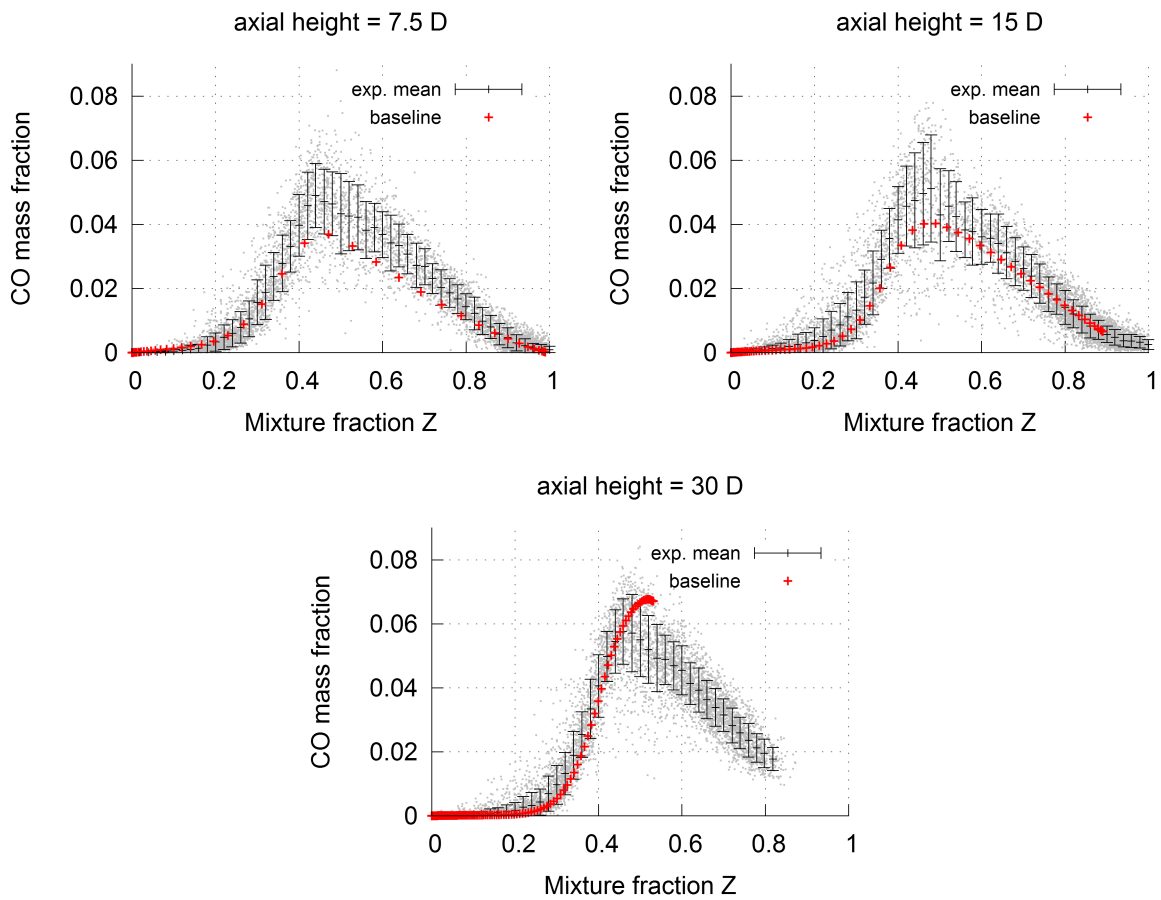 axial height = 7.5 D
CO mass fraction
0.08
0.06
0.04
0.02
0
exp. mean
baseline
0 0.2 0.4 0.6 0.8 1
Mixture fraction Z
axial height = 15 D
CO mass fraction
0.08
0.06
0.04
0.02
0
exp. mean
baseline
0 0.2 0.4 0.6 0.8 1
Mixture fraction Z
axial height = 30 D
CO mass fraction
0.08
0.06
0.04
0.02
0
exp. mean
baseline
0 0.2 0.4 0.6 0.8 1
Mixture fraction Z